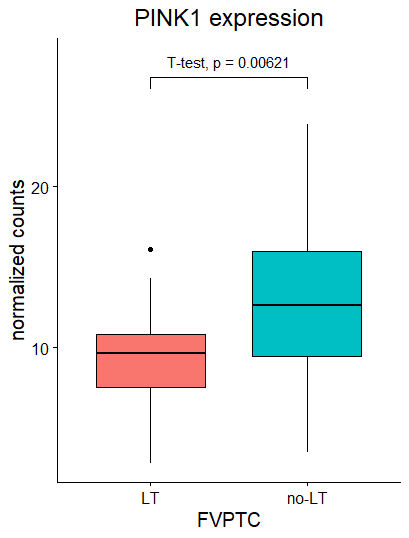 PINK1 expression
T-test, p = 0.00621
normalized counts
20
10
LT
no-LT
FVPTC